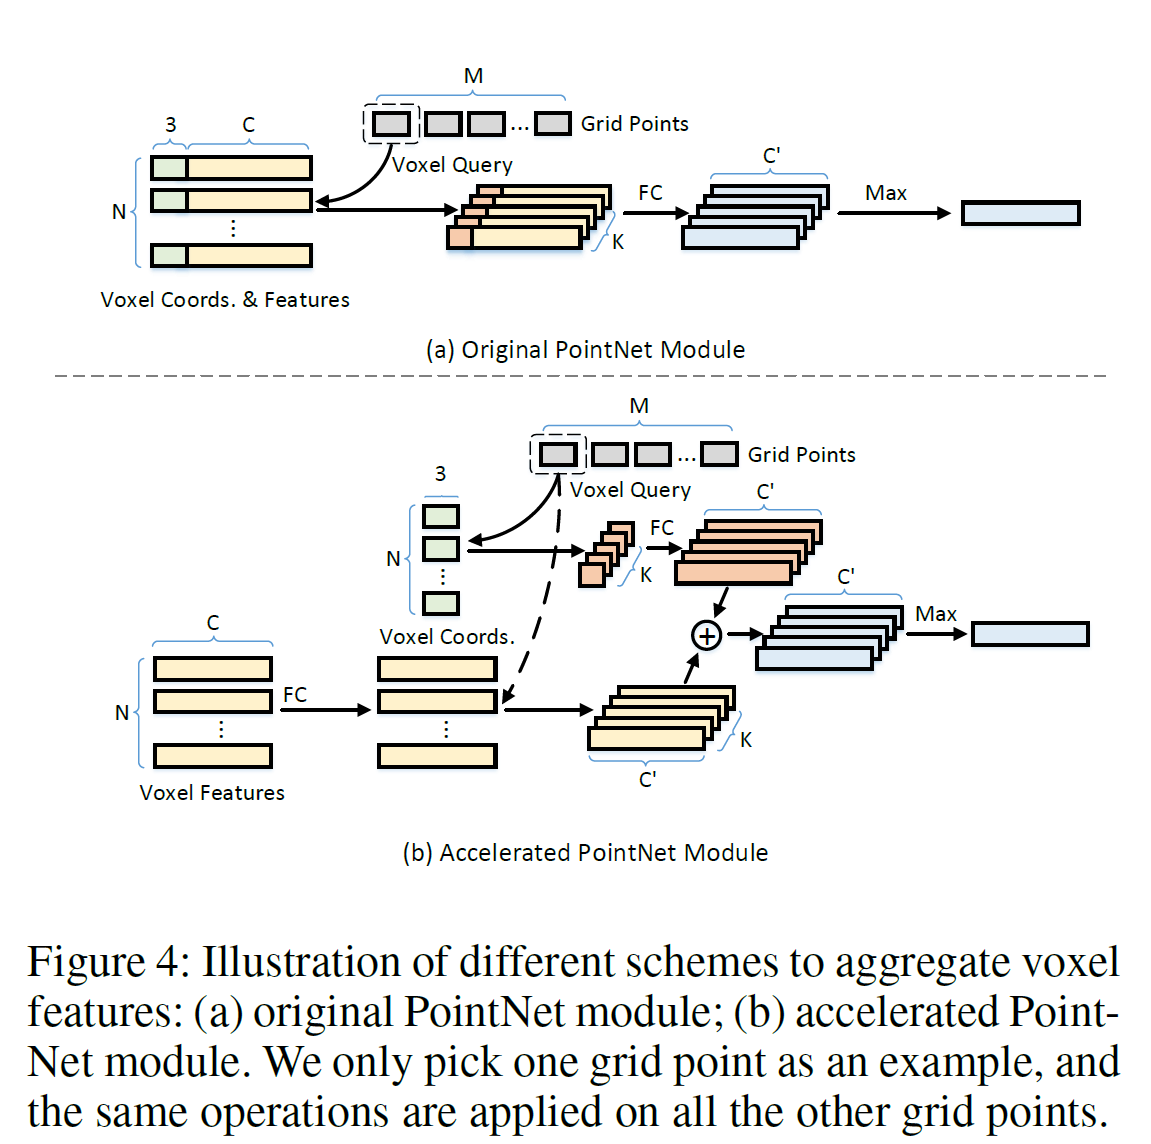 M
3 C
Grid Points
Voxel Query
C'
N
FC
Max
K
⋮
Voxel Coords. & Features
(a) Original PointNet Module
M
Grid Points
3
Voxel Query
C'
N
FC
K
⋮
C'
Max
Voxel Coords.
C
+
N
FC
⋮
⋮
K
C'
Voxel Features
(b) Accelerated PointNet Module
Figure 4: Illustration of different schemes to aggregate voxel
features: (a) original PointNet module; (b) accelerated Point-
Net module. We only pick one grid point as an example, and
the same operations are applied on all the other grid points.